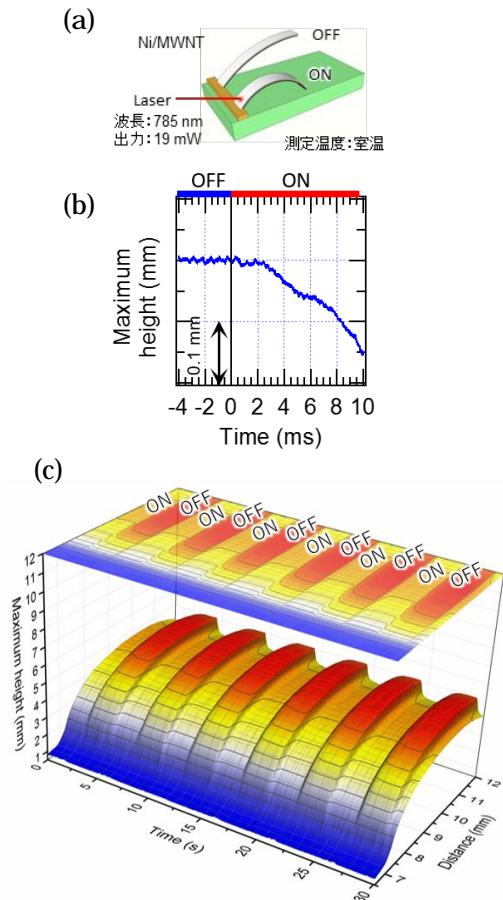 (a)
Ni/MWNT
OFF
ON
Laser
波長:785 nm
出力:19 mW
測定温度:室温
(b)
OFF ON
Maximum
height (mm)
0.1 mm
-4 -2 0 2 4 6 8 10
Time (ms)
(c)
ON OFF ON OFF ON OFF ON OFF ON OFF ON OFF
12
11
10
9
8
7
6
5
4
3
2
1
Maximum height (mm)
0 5 10 15 20 25 30
Time (s)
7 8 9 10 11 12
Distance (mm)